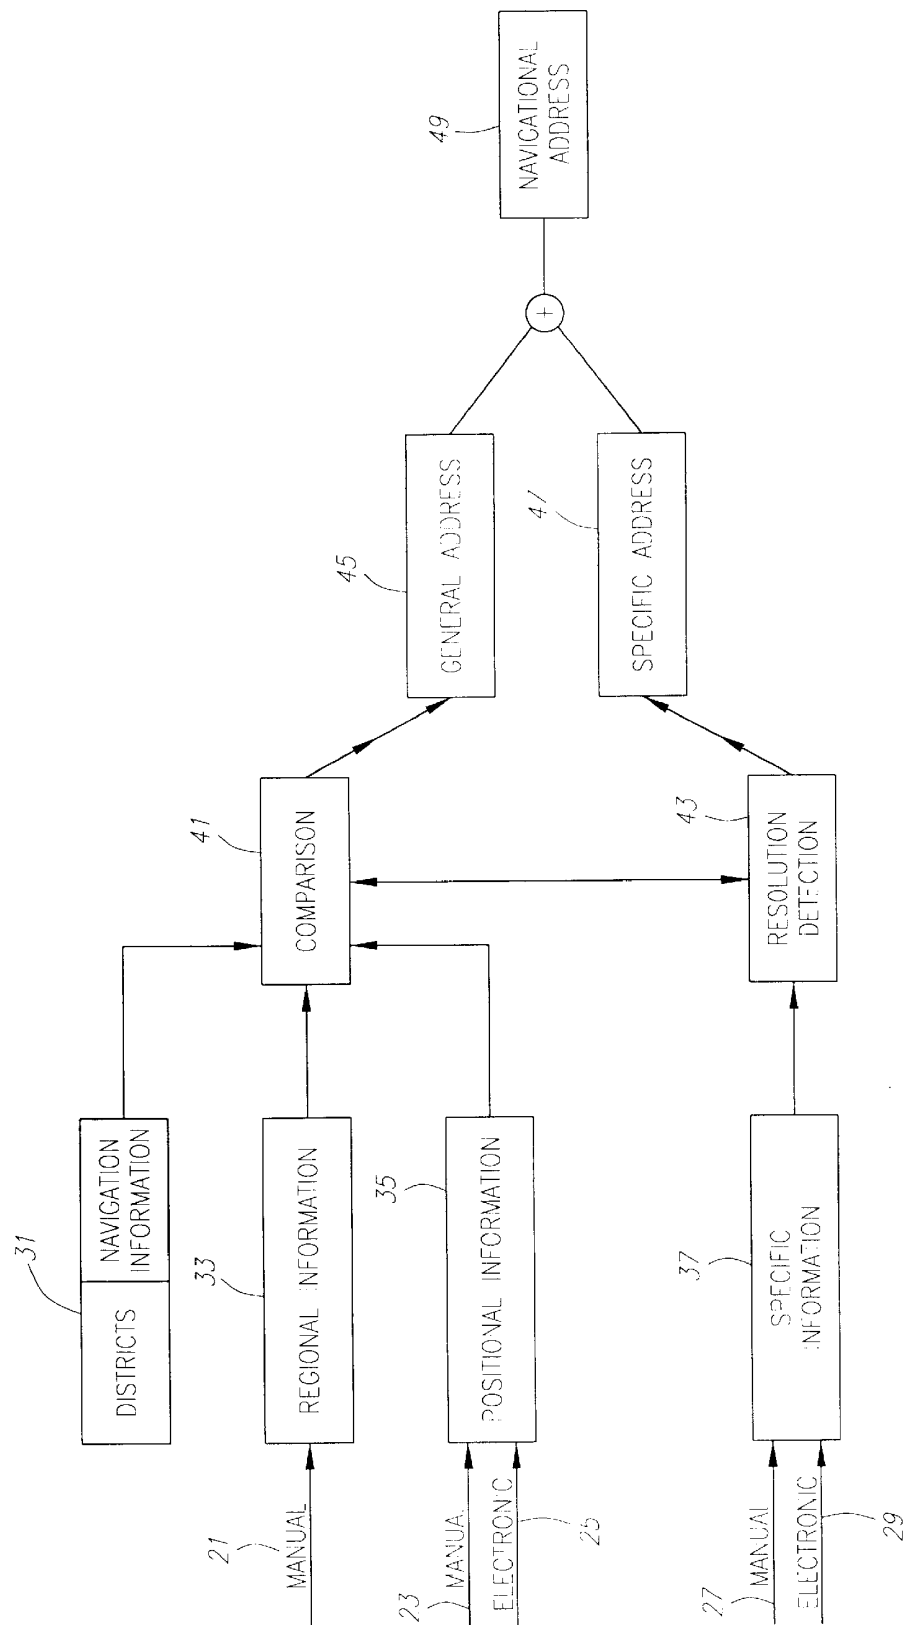 31
DISTRICTS
NAVIGATION
INFORMATION
21
MANUAL
33
REGIONAL INFORMATION
41
COMPARISON
45
GENERAL ADDRESS
23
MANUAL
ELECTRONIC
25
35
POSITIONAL INFORMATION
49
NAVIGATIONAL
ADDRESS
+
47
SPECIFIC ADDRESS
27
MANUAL
ELECTRONIC
29
37
SPECIFIC
INFORMATION
43
RESOLUTION
DETECTION